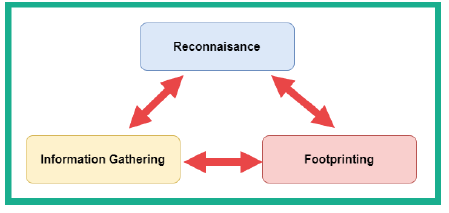 Reconnaisance
Information Gathering
Footprinting